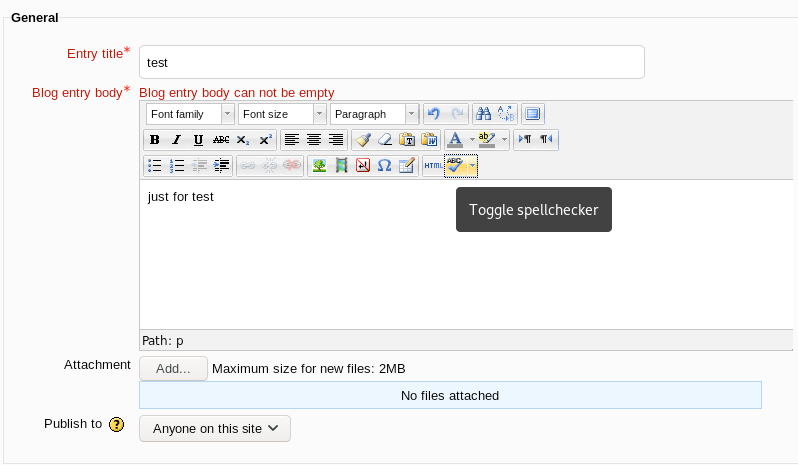 General
Entry title*
test
Blog entry body*
Blog entry body can not be empty
Font family Font size Paragraph
B I U ABC X₂ X²
HTML ABC
just for test
Toggle spellchecker
Path: p
Attachment
Add... Maximum size for new files: 2MB
No files attached
Publish to ? Anyone on this site